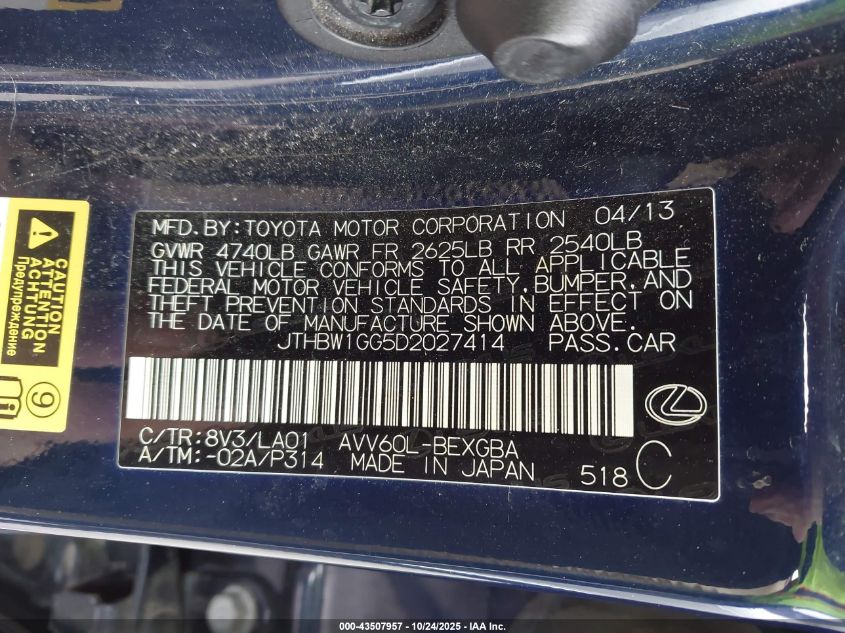 MFD.BY:TOYOTA MOTOR CORPORATION 04/13
GVWR 4740LB GAWR FR 2625LB RR 2540LB
THIS VEHICLE CONFORMS TO ALL APPLICABLE
FEDERAL MOTOR VEHICLE SAFETY,BUMPER,AND
THEFT PREVENTION STANDARDS IN EFFECT ON
THE DATE OF MANUFACTURE SHOWN ABOVE.
JTHBW1GG5D2027414 PASS.CAR
C/TR:8V3/LA01 AVV60L-BEXGBA
A/TM:-02A/P314 MADE IN JAPAN
518 C
CAUTION
ATTENTION
ACHTUNG
Предупреждение
9
000-43507957 - 10/24/2025 - IAA Inc.